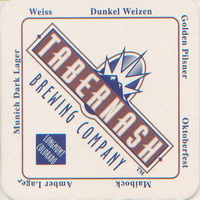 Weiss
Dunkel Weizen
Golden Pilsner
Munich Dark Lager
TABERNASH
BREWING COMPANY
LONGMONT
COLORADO
Oktoberfest
Amber Lager
Maibock